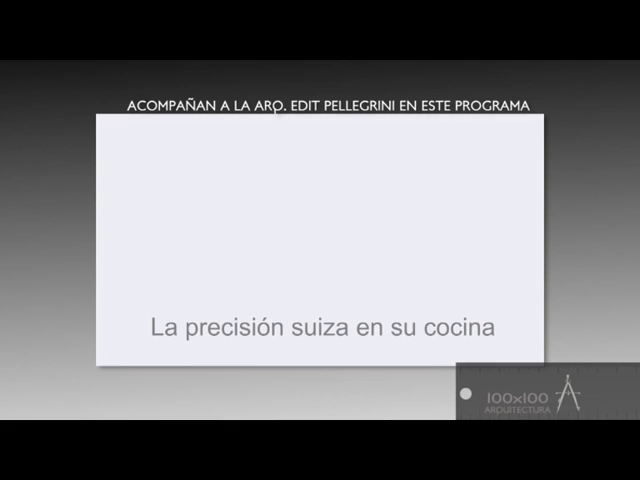 ACOMPAÑAN A LA ARQ. EDIT PELLEGRINI EN ESTE PROGRAMA
La precisión suiza en su cocina
100x100
ARQUITECTURA